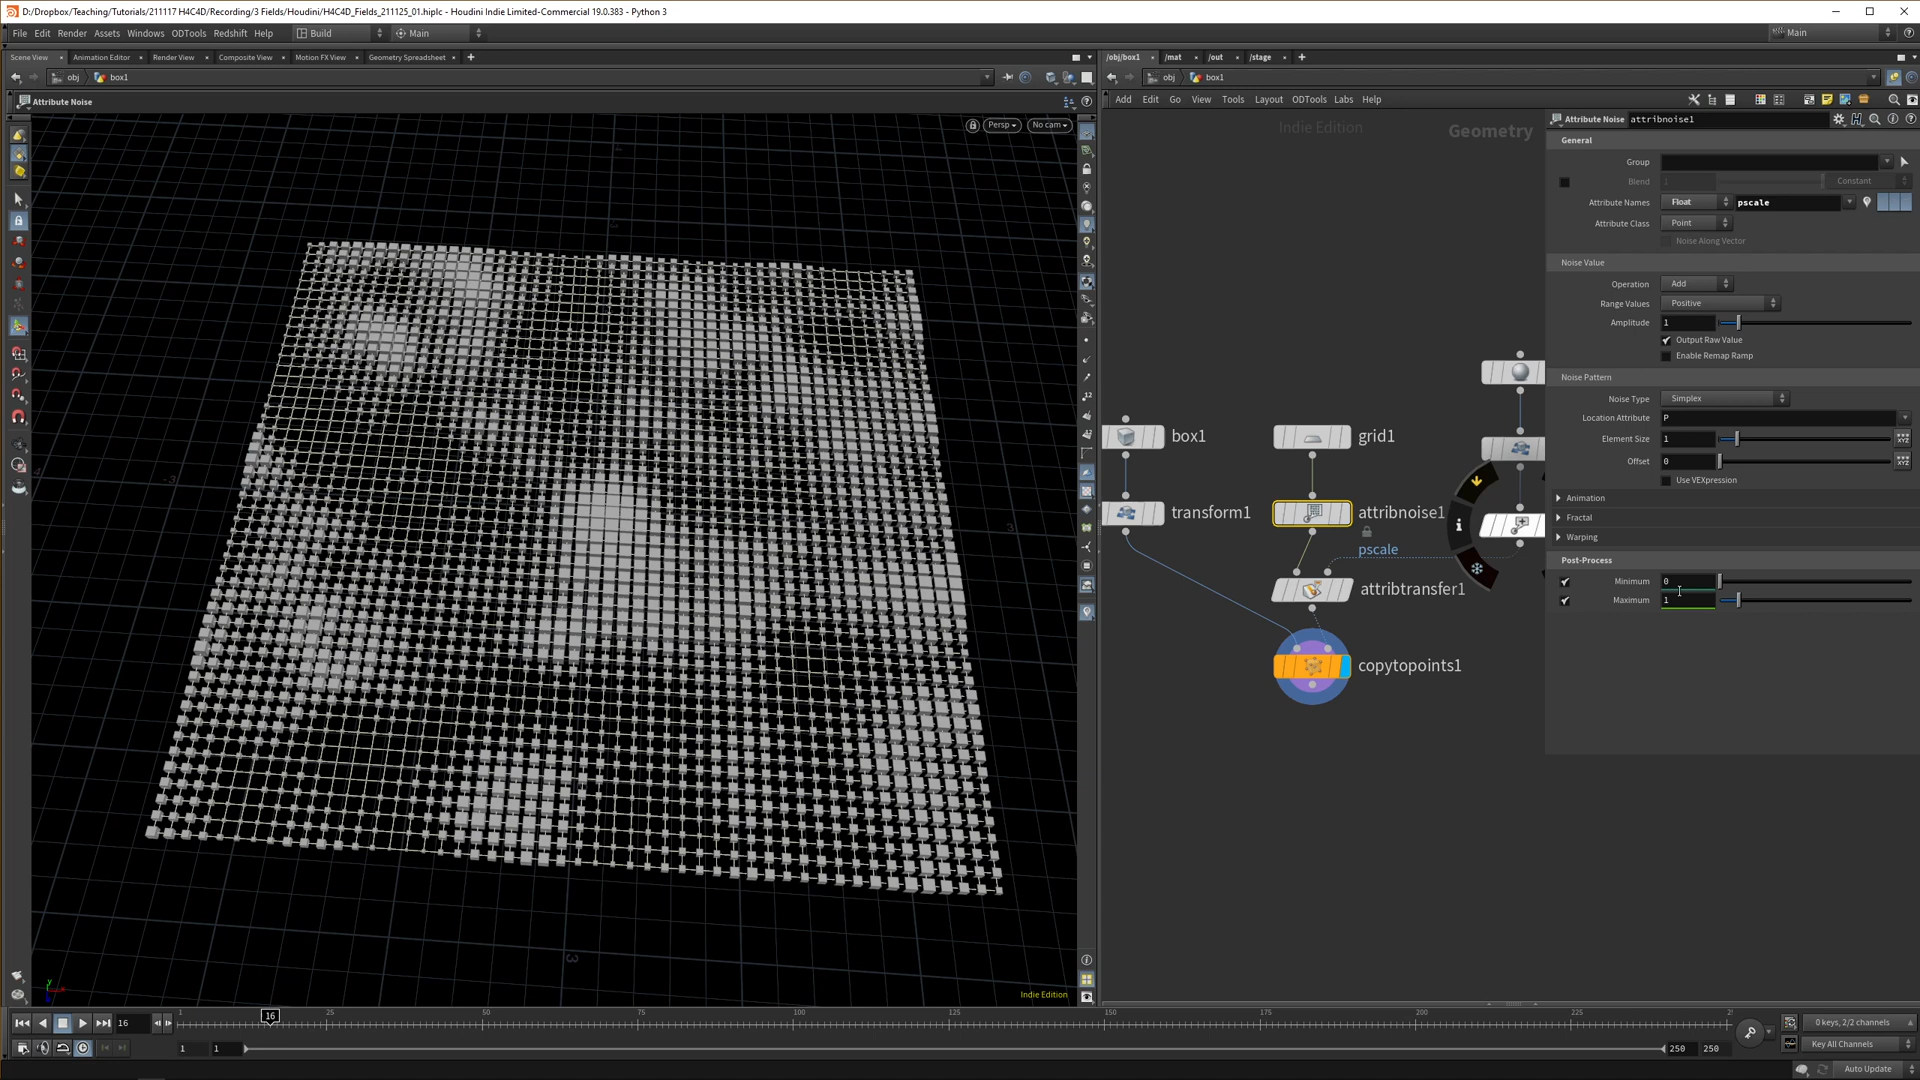 D:/Dropbox/Teaching/Tutorials/211117 H4C4D/Recording/3 Fields/Houdini/H4C4D_Fields_211125_01.hiplc - Houdini Indie Limited-Commercial 19.0.383 - Python 3
File Edit Render Assets Windows ODTools Redshift Help Build Main Main
Scene View Animation Editor Render View Composite View Motion FX View Geometry Spreadsheet
obj box1
Attribute Noise
Persp No cam
Indie Edition
/obj/box1 /mat /out /stage
obj box1
Add Edit Go View Tools Layout ODTools Labs Help
Indie Edition
Geometry
box1
grid1
transform1
attribnoise1
pscale
attribtransfer1
copytopoints1
Attribute Noise attribnoise1
General
Group
Blend 1 Constant
Attribute Names Float pscale
Attribute Class Point
Noise Along Vector
Noise Value
Operation Add
Range Values Positive
Amplitude 1
Output Raw Value
Enable Remap Ramp
Noise Pattern
Noise Type Simplex
Location Attribute P
Element Size 1
Offset 0
Use VEXpression
Animation
Fractal
Warping
Post-Process
Minimum 0
Maximum 1
16 1 16 25 50 75 100 125 150 175 200 225
0 keys, 2/2 channels
1 1 250 250
Key All Channels
Auto Update